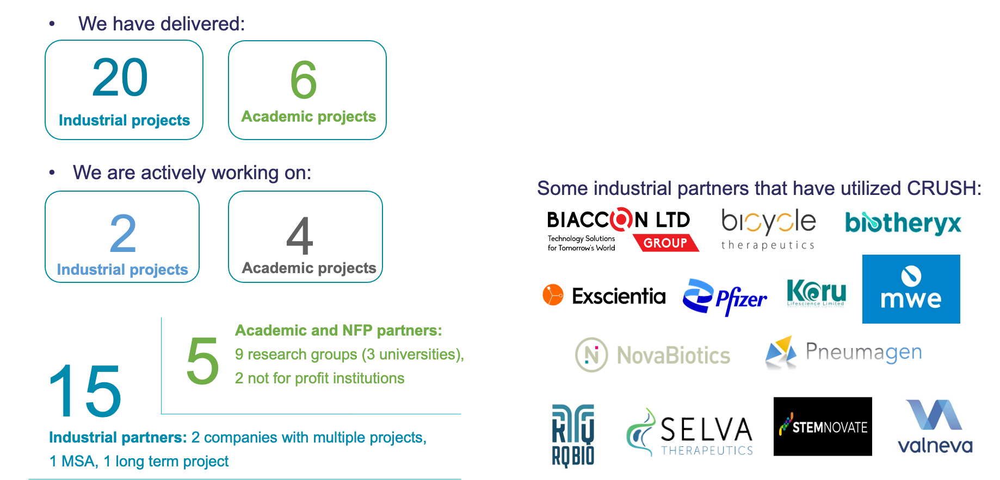 • We have delivered:
20
Industrial projects
6
Academic projects
• We are actively working on:
2
Industrial projects
4
Academic projects
5
Academic and NFP partners:
9 research groups (3 universities),
2 not for profit institutions
15
Industrial partners: 2 companies with multiple projects,
1 MSA, 1 long term project
Some industrial partners that have utilized CRUSH:
BIACCON LTD
Technology Solutions
for Tomorrow's World
GROUP
bicycle
therapeutics
biotheryx
Exscientia
Pfizer
Koru
Lifescience Limited
mwe
N
NovaBiotics
Pneumagen
RQ
RQBIO
SELVA
THERAPEUTICS
STEMNOVATE
valneva